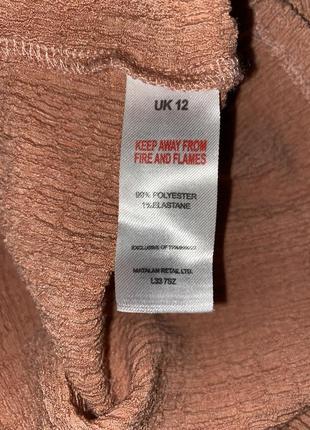 UK 12
KEEP AWAY FROM
FIRE AND FLAMES
99% POLYESTER
1% ELASTANE
EXCLUSIVE OF TRIMMINGS
MATALAN RETAIL LTD.
L33 7SZ